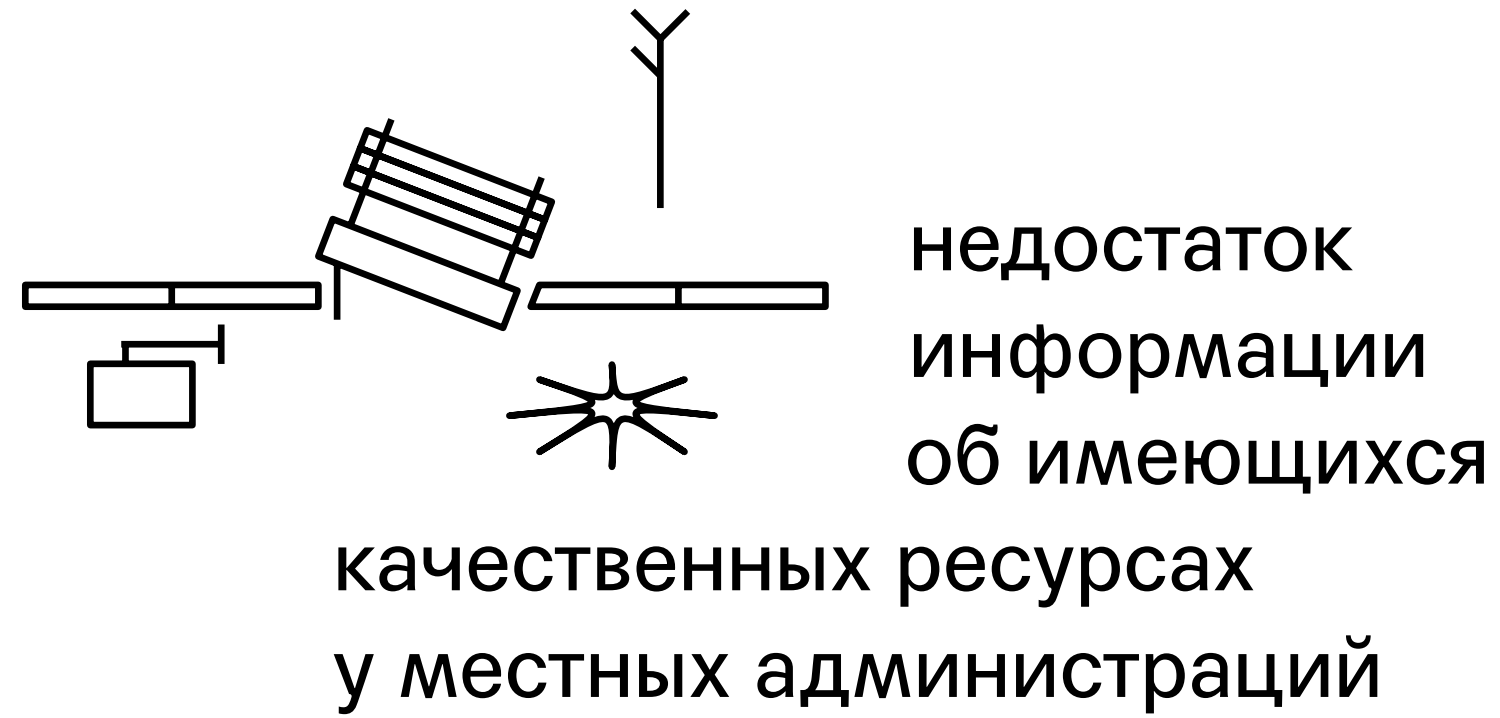 недостаток
информации
об имеющихся
качественных ресурсах
у местных администраций